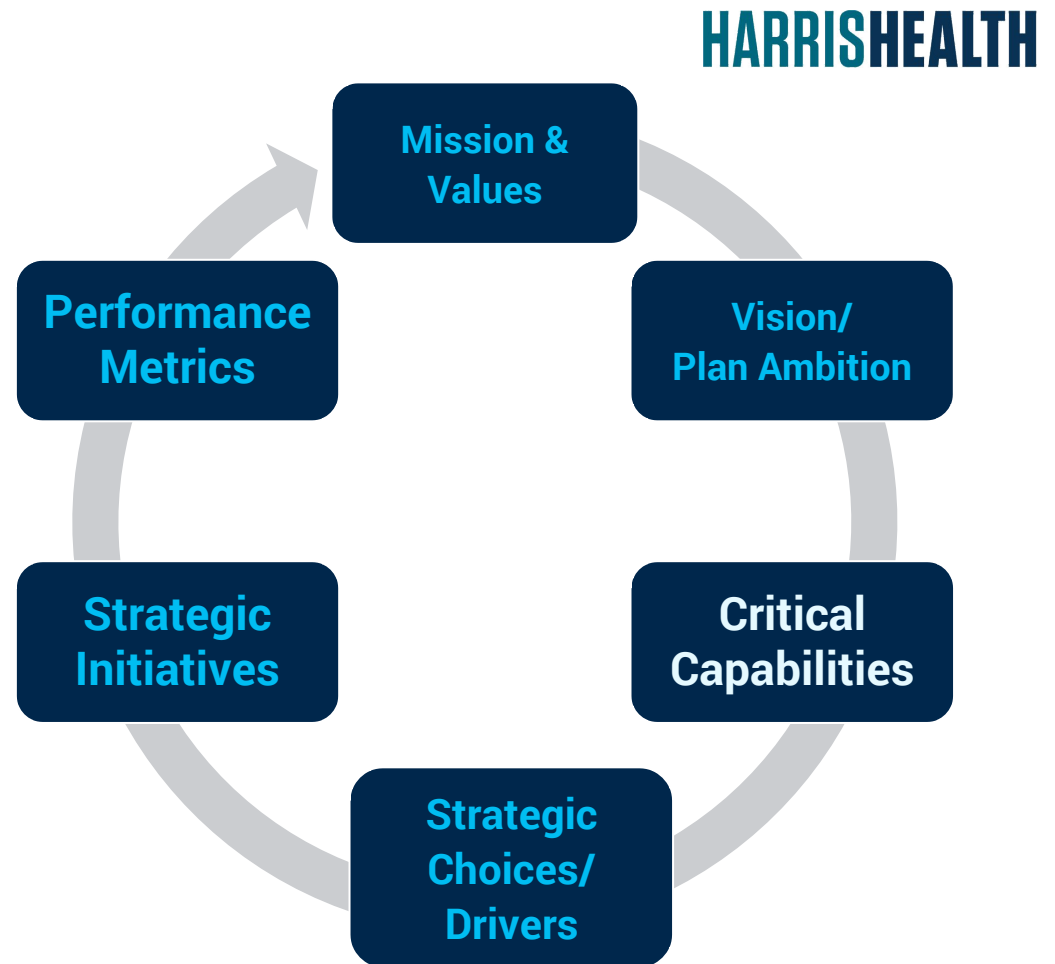 HARRISHEALTH
Mission &
Values
Vision/
Plan Ambition
Critical
Capabilities
Strategic
Choices/
Drivers
Strategic
Initiatives
Performance
Metrics